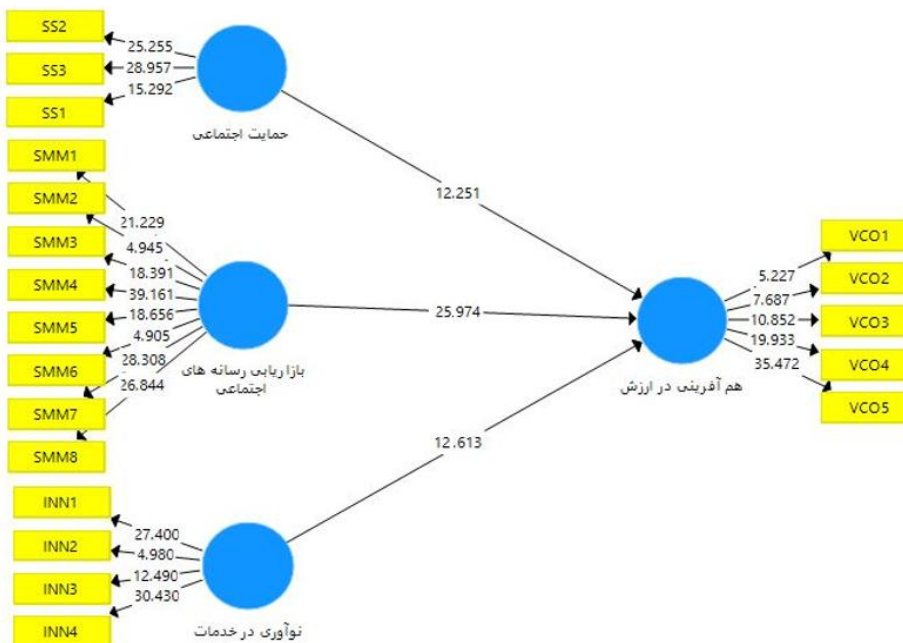 SS2
SS3
SS1
25.255
28.957
15.292
حمایت اجتماعی
12.251
SMM1
SMM2
SMM3
SMM4
SMM5
SMM6
SMM7
SMM8
21.229
4.945
18.391
39.161
18.656
4.905
28.308
26.844
بازاریابی رسانه های
اجتماعی
25.974
INN1
INN2
INN3
INN4
27.400
4.980
12.490
30.430
نوآوری در خدمات
12.613
هم آفرینی در ارزش
5.227
7.687
10.852
19.933
35.472
VCO1
VCO2
VCO3
VCO4
VCO5